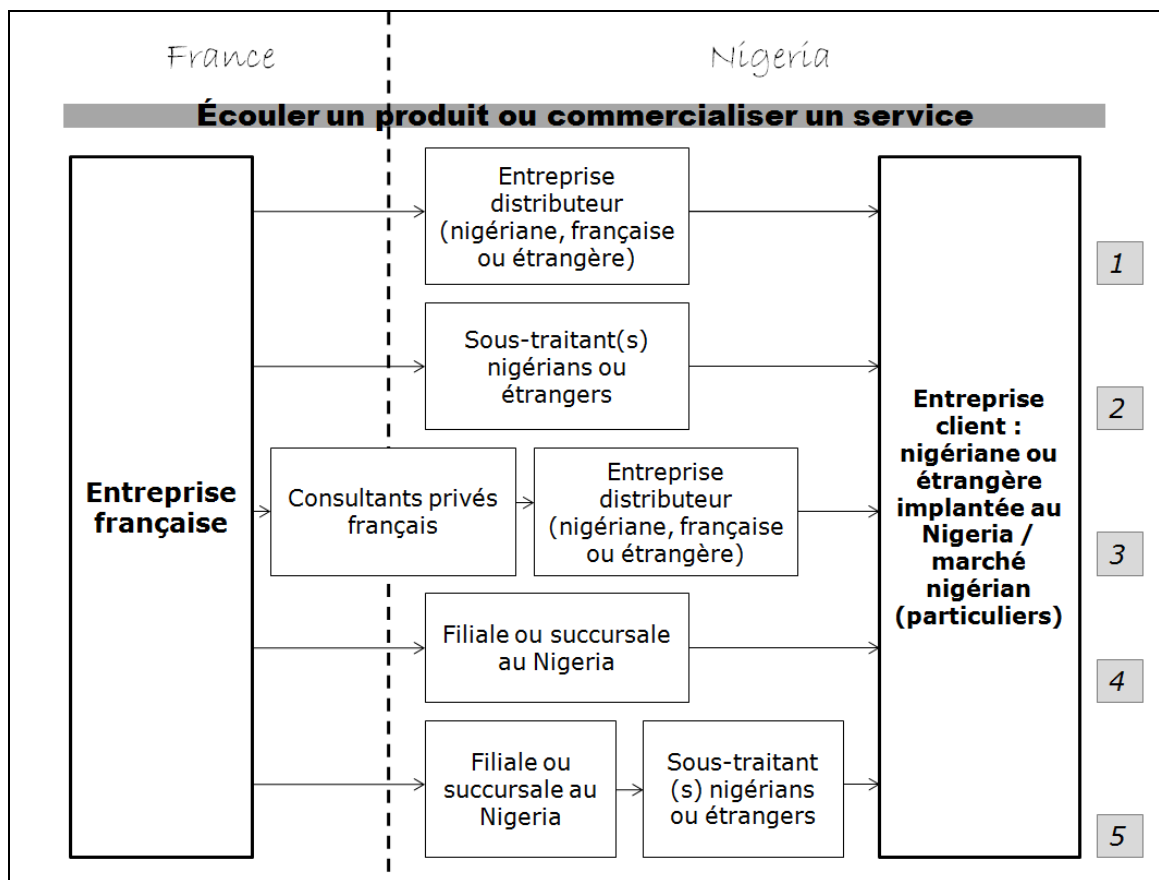 France
Nigeria
Écouler un produit ou commercialiser un service
Entreprise
française
Entreprise
distributeur
(nigériane, française
ou étrangère)
1
Sous-traitant(s)
nigérians ou
étrangers
2
Consultants privés
français
Entreprise
distributeur
(nigériane, française
ou étrangère)
3
Filiale ou succursale
au Nigeria
4
Filiale ou
succursale au
Nigeria
Sous-traitant
(s) nigérians
ou étrangers
5
Entreprise
client :
nigériane ou
étrangère
implantée au
Nigeria /
marché
nigérian
(particuliers)